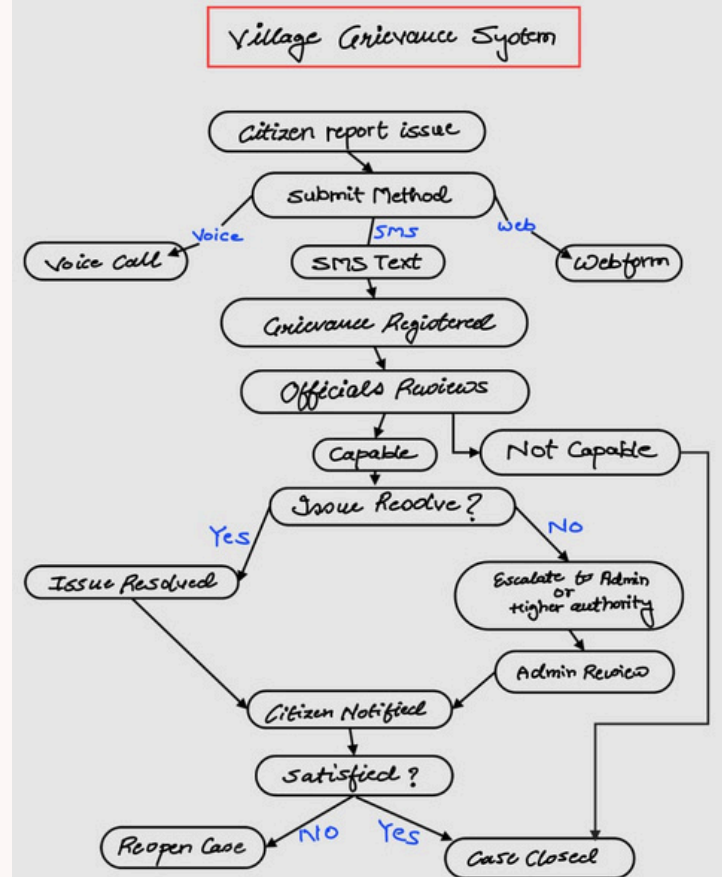 Village Grievance System
Citizen report issue
Submit Method
Voice
SMS
Web
Voice Call
SMS Text
Webform
Grievance Registered
Officials Reviews
Capable
Not Capable
Issue Resolve?
Yes
No
Issue Resolved
Escalate to Admin
or
Higher authority
Admin Review
Citizen Notified
Satisfied?
No
Yes
Reopen Case
Case Closed